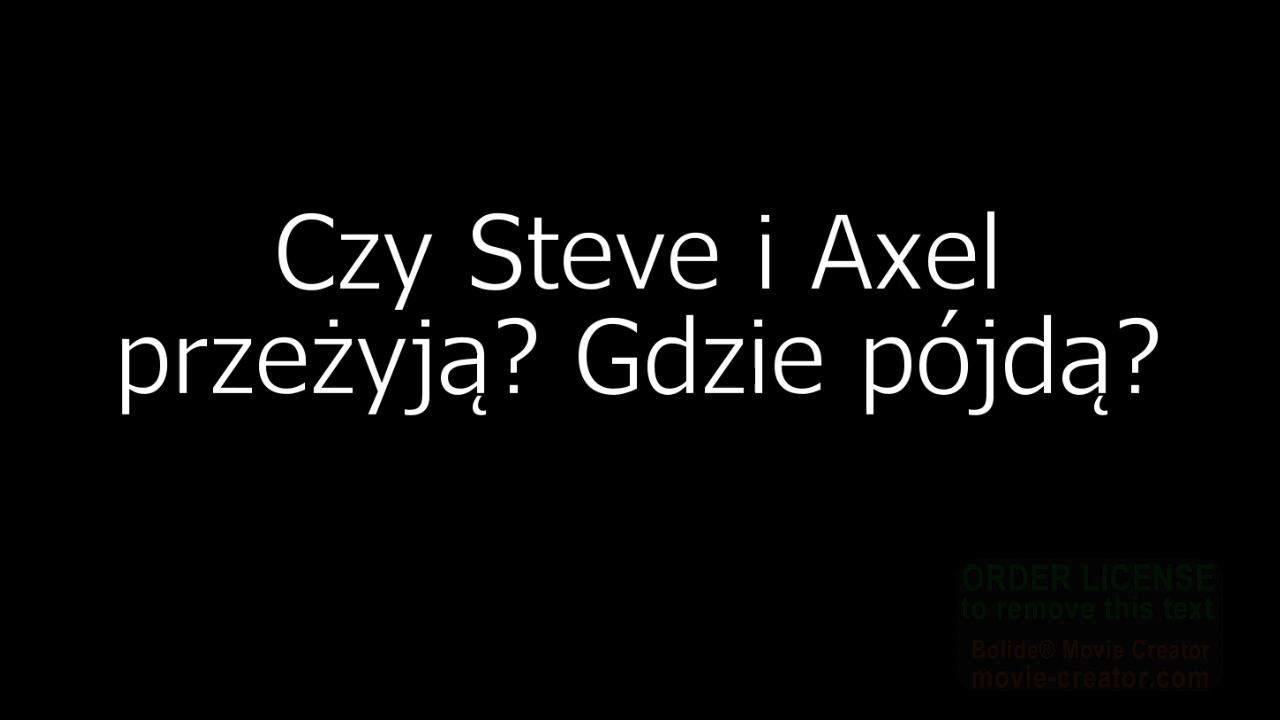 Czy Steve i Axel
przeżyją? Gdzie pójdą?
ORDER LICENSE
to remove this text
Bolide® Movie Creator
movie-creator.com